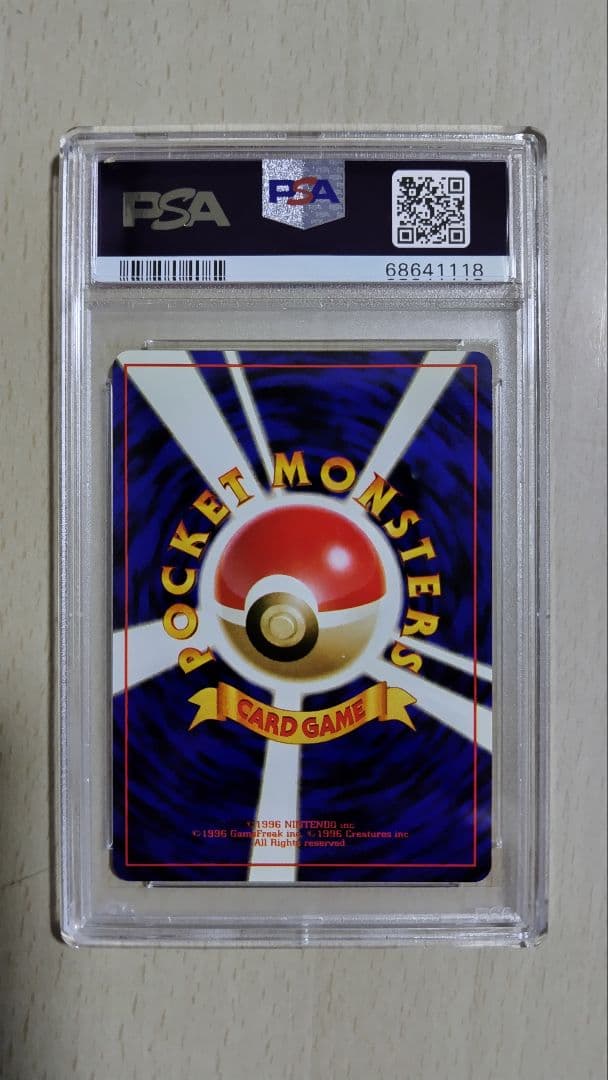 PSA
PSA
68641118
POCKET MONSTERS
CARD GAME
©1996 NINTENDO inc
©1996 GameFreak inc. ©1996 Creatures inc
All Rights reserved